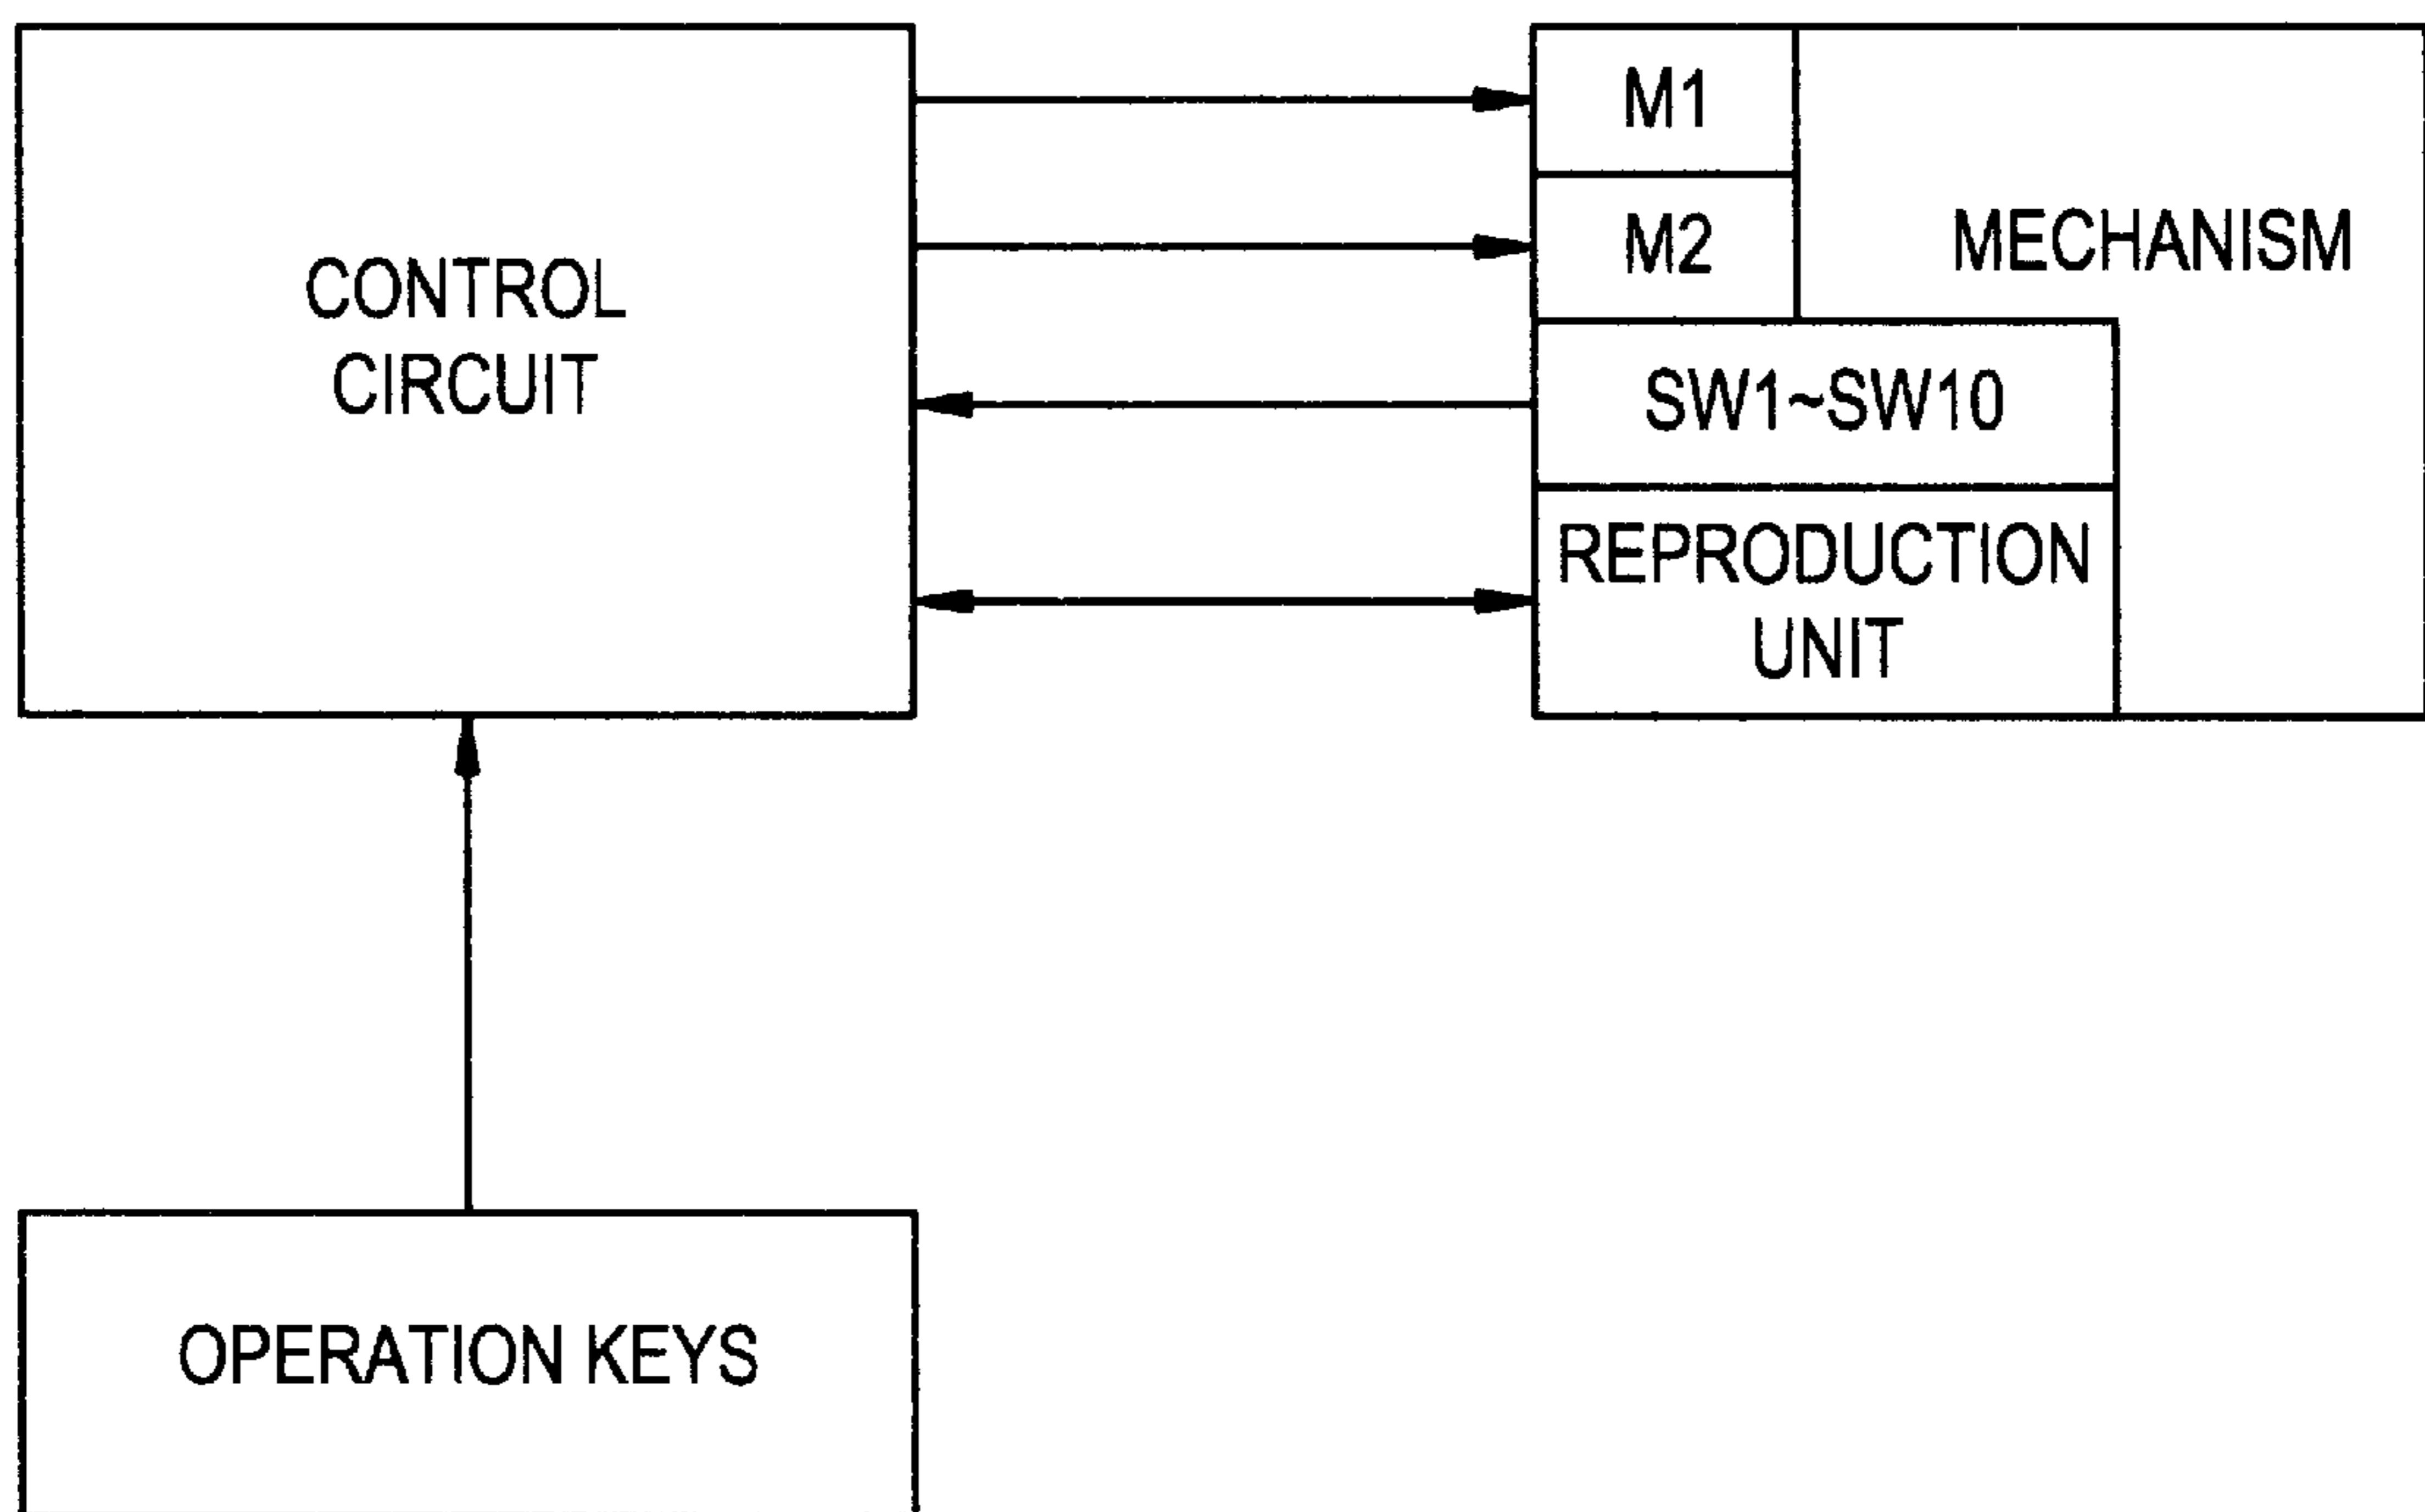 CONTROL
CIRCUIT
M1
M2
MECHANISM
SW1~SW10
REPRODUCTION
UNIT
OPERATION KEYS